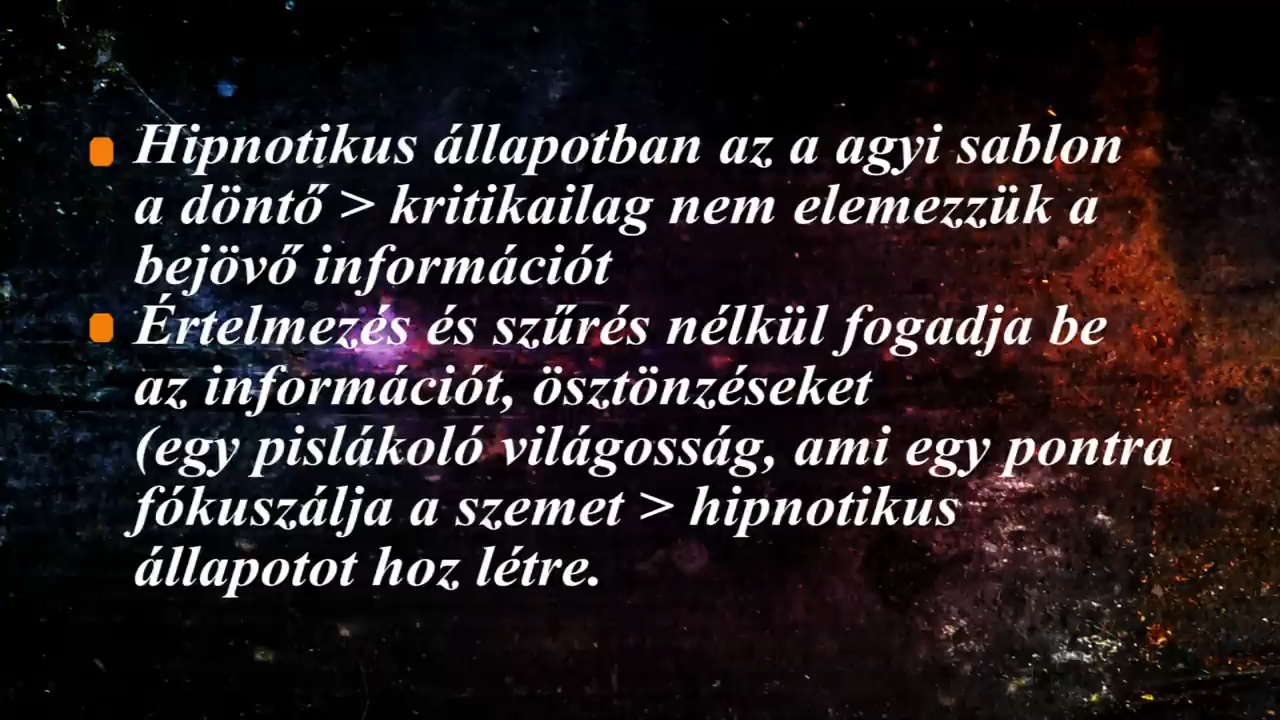 Hipnotikus állapotban az a agyi sablon
a döntő > kritikailag nem elemezzük a
bejövő információt
Értelmezés és szűrés nélkül fogadja be
az információt, ösztönzéseket
(egy pislákoló világosság, ami egy pontra
fókuszálja a szemet > hipnotikus
állapotot hoz létre.